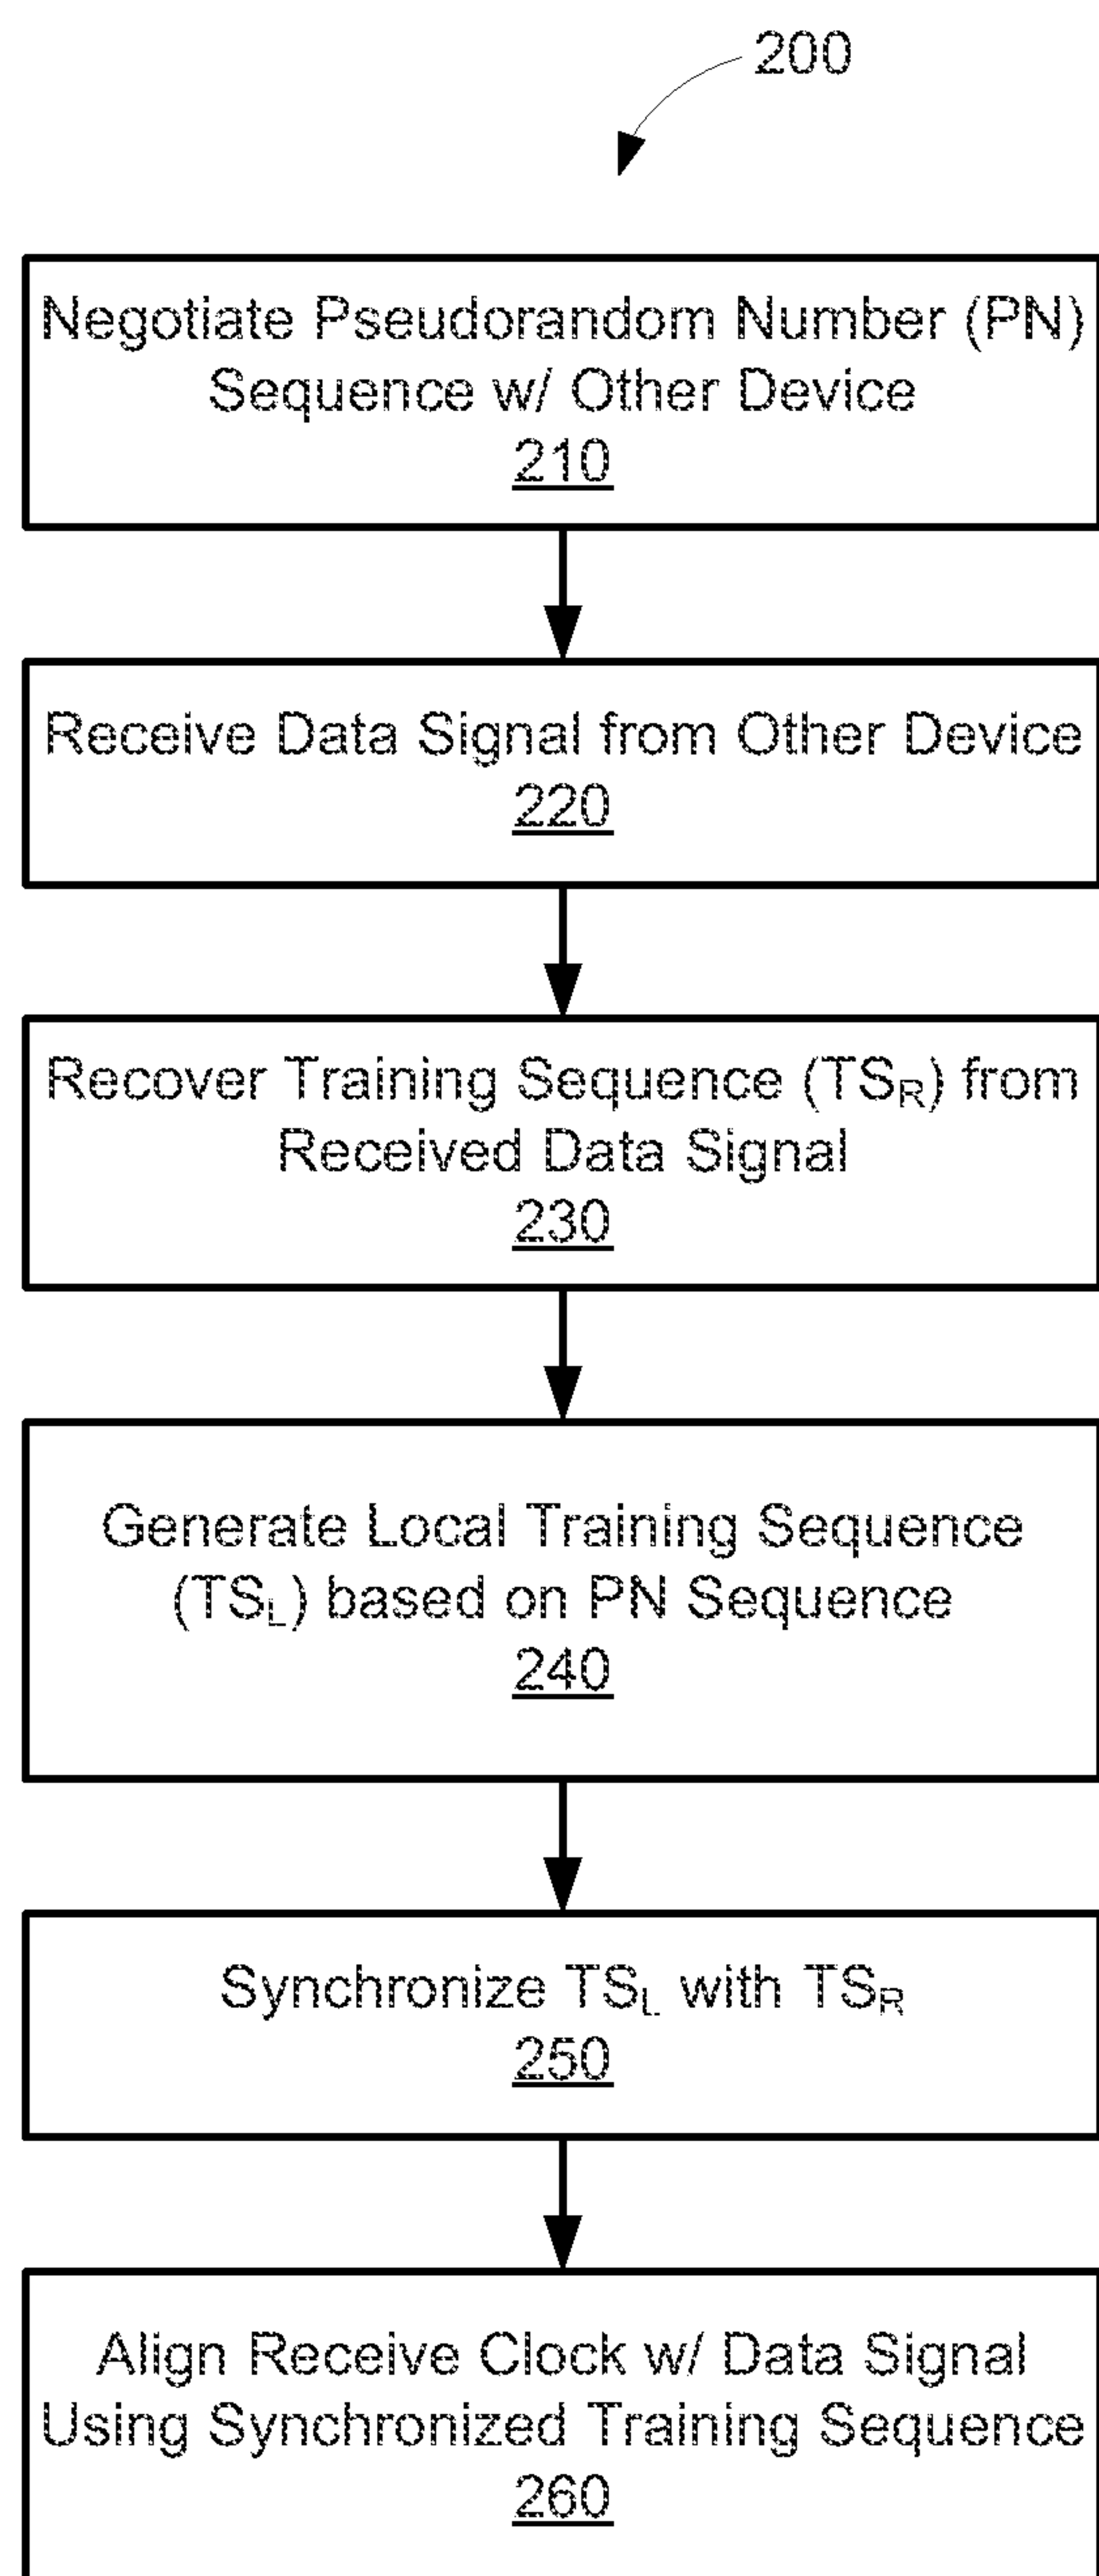 200
Negotiate Pseudorandom Number (PN)
Sequence w/ Other Device
210
Receive Data Signal from Other Device
220
Recover Training Sequence (TSR) from
Received Data Signal
230
Generate Local Training Sequence
(TSL) based on PN Sequence
240
Synchronize TSL with TSR
250
Align Receive Clock w/ Data Signal
Using Synchronized Training Sequence
260